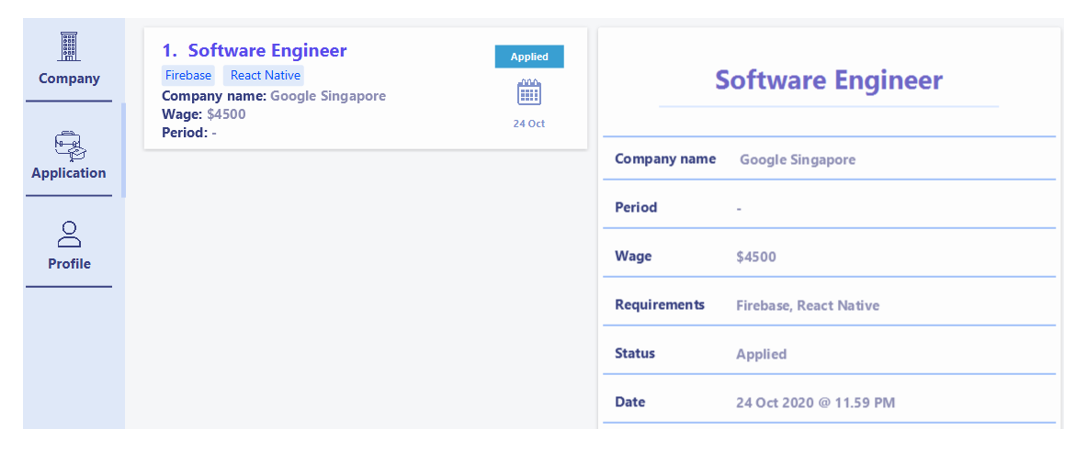 Company
Application
Profile
1. Software Engineer
Firebase React Native
Company name: Google Singapore
Wage: $4500
Period: -
Applied
24 Oct
Software Engineer
Company name Google Singapore
Period -
Wage $4500
Requirements Firebase, React Native
Status Applied
Date 24 Oct 2020 @ 11.59 PM